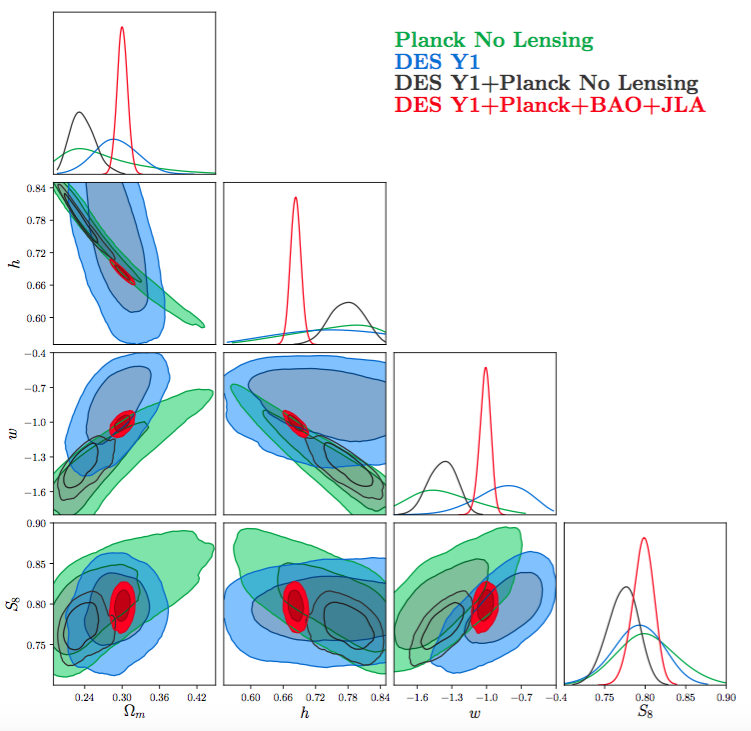 Planck No Lensing
DES Y1
DES Y1+Planck No Lensing
DES Y1+Planck+BAO+JLA
0.84
0.78
0.72
0.66
0.60
h
−0.4
−0.7
−1.0
−1.3
−1.6
w
0.90
0.85
0.80
0.75
S8
0.24 0.30 0.36 0.42
0.60 0.66 0.72 0.78 0.84
−1.6 −1.3 −1.0 −0.7 −0.4
0.75 0.80 0.85 0.90
Ωm h w S8